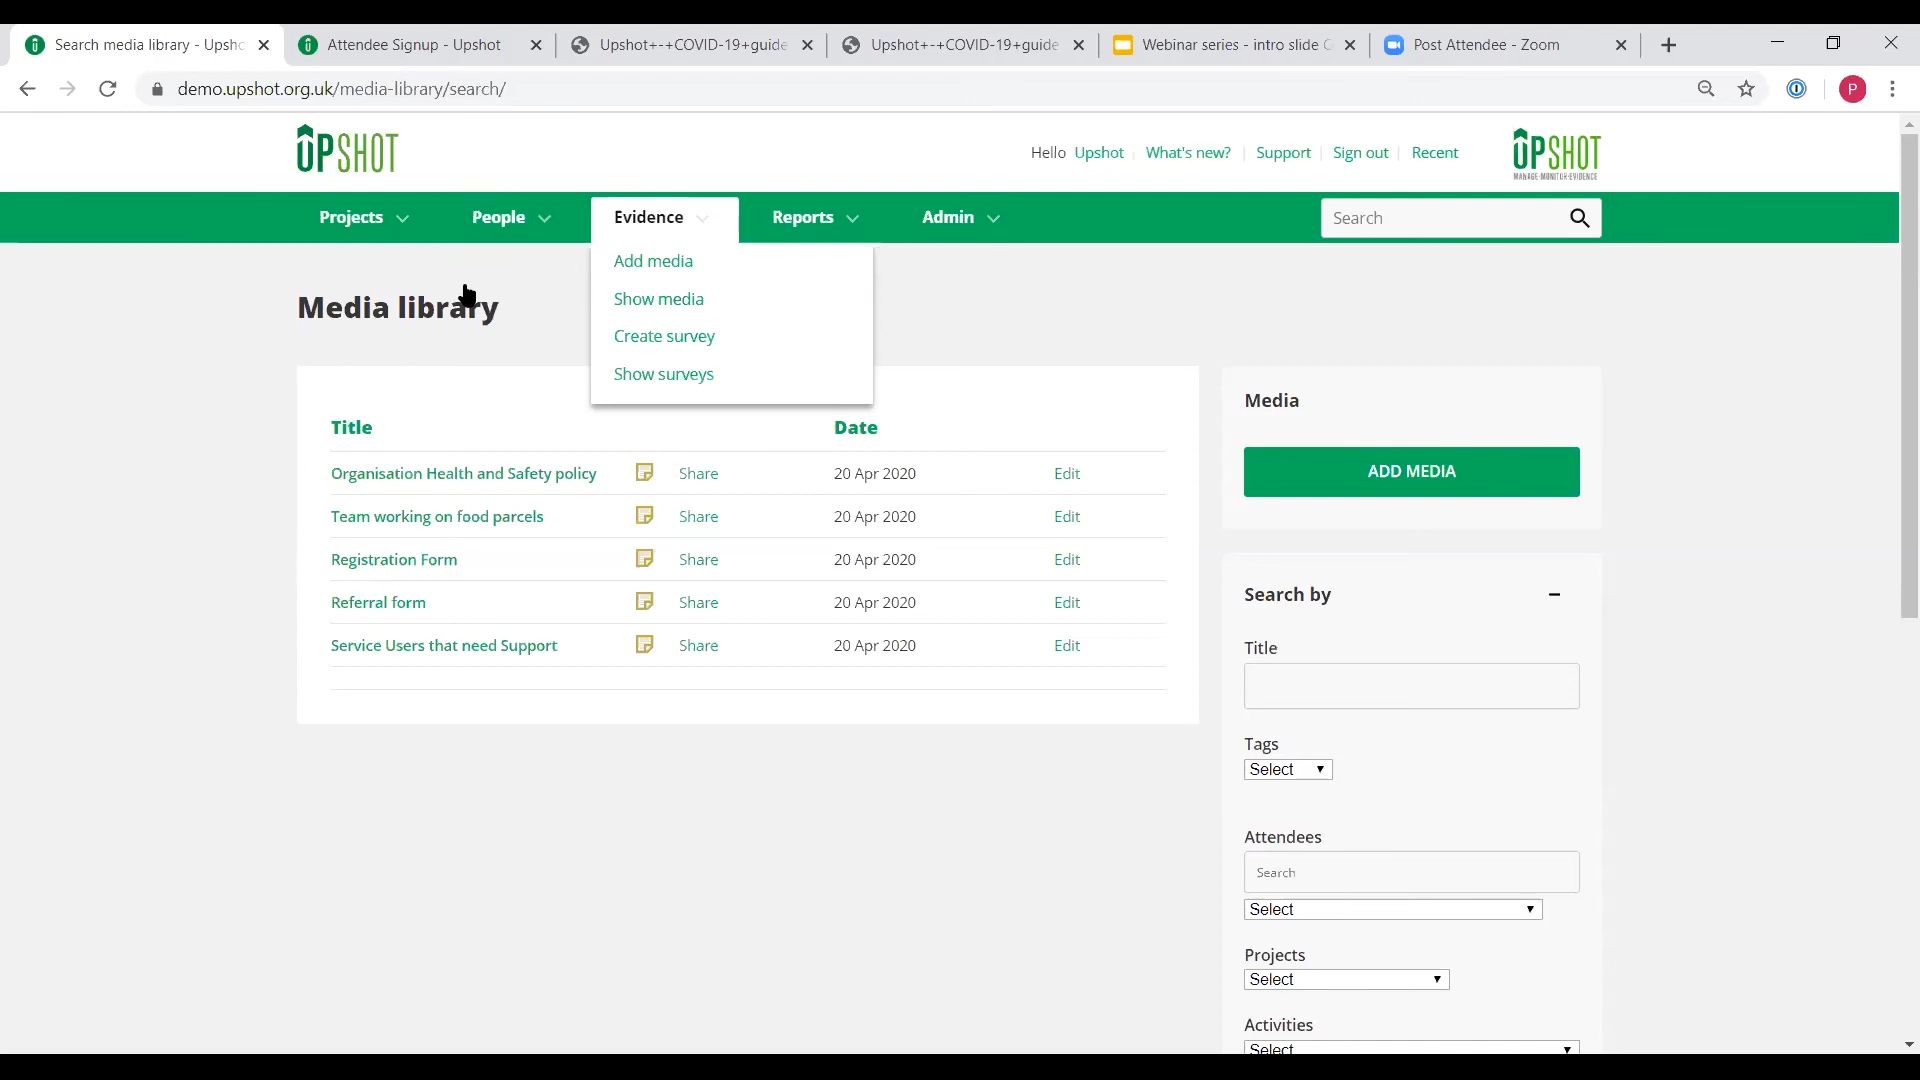 Search media library - Upsh
Attendee Signup - Upshot
Upshot+-+COVID-19+guide
Upshot+-+COVID-19+guide
Webinar series - intro slide
Post Attendee - Zoom
demo.upshot.org.uk/media-library/search/
P
UPSHOT
Hello Upshot
What's new?
Support
Sign out
Recent
UPSHOT
MANAGE·MONITOR·EVIDENCE
Projects
People
Evidence
Reports
Admin
Search
Add media
Show media
Create survey
Show surveys
Media library
Title
Date
Organisation Health and Safety policy Share 20 Apr 2020 Edit
Team working on food parcels Share 20 Apr 2020 Edit
Registration Form Share 20 Apr 2020 Edit
Referral form Share 20 Apr 2020 Edit
Service Users that need Support Share 20 Apr 2020 Edit
Media
ADD MEDIA
Search by
Title
Tags
Select
Attendees
Search
Select
Projects
Select
Activities
Select